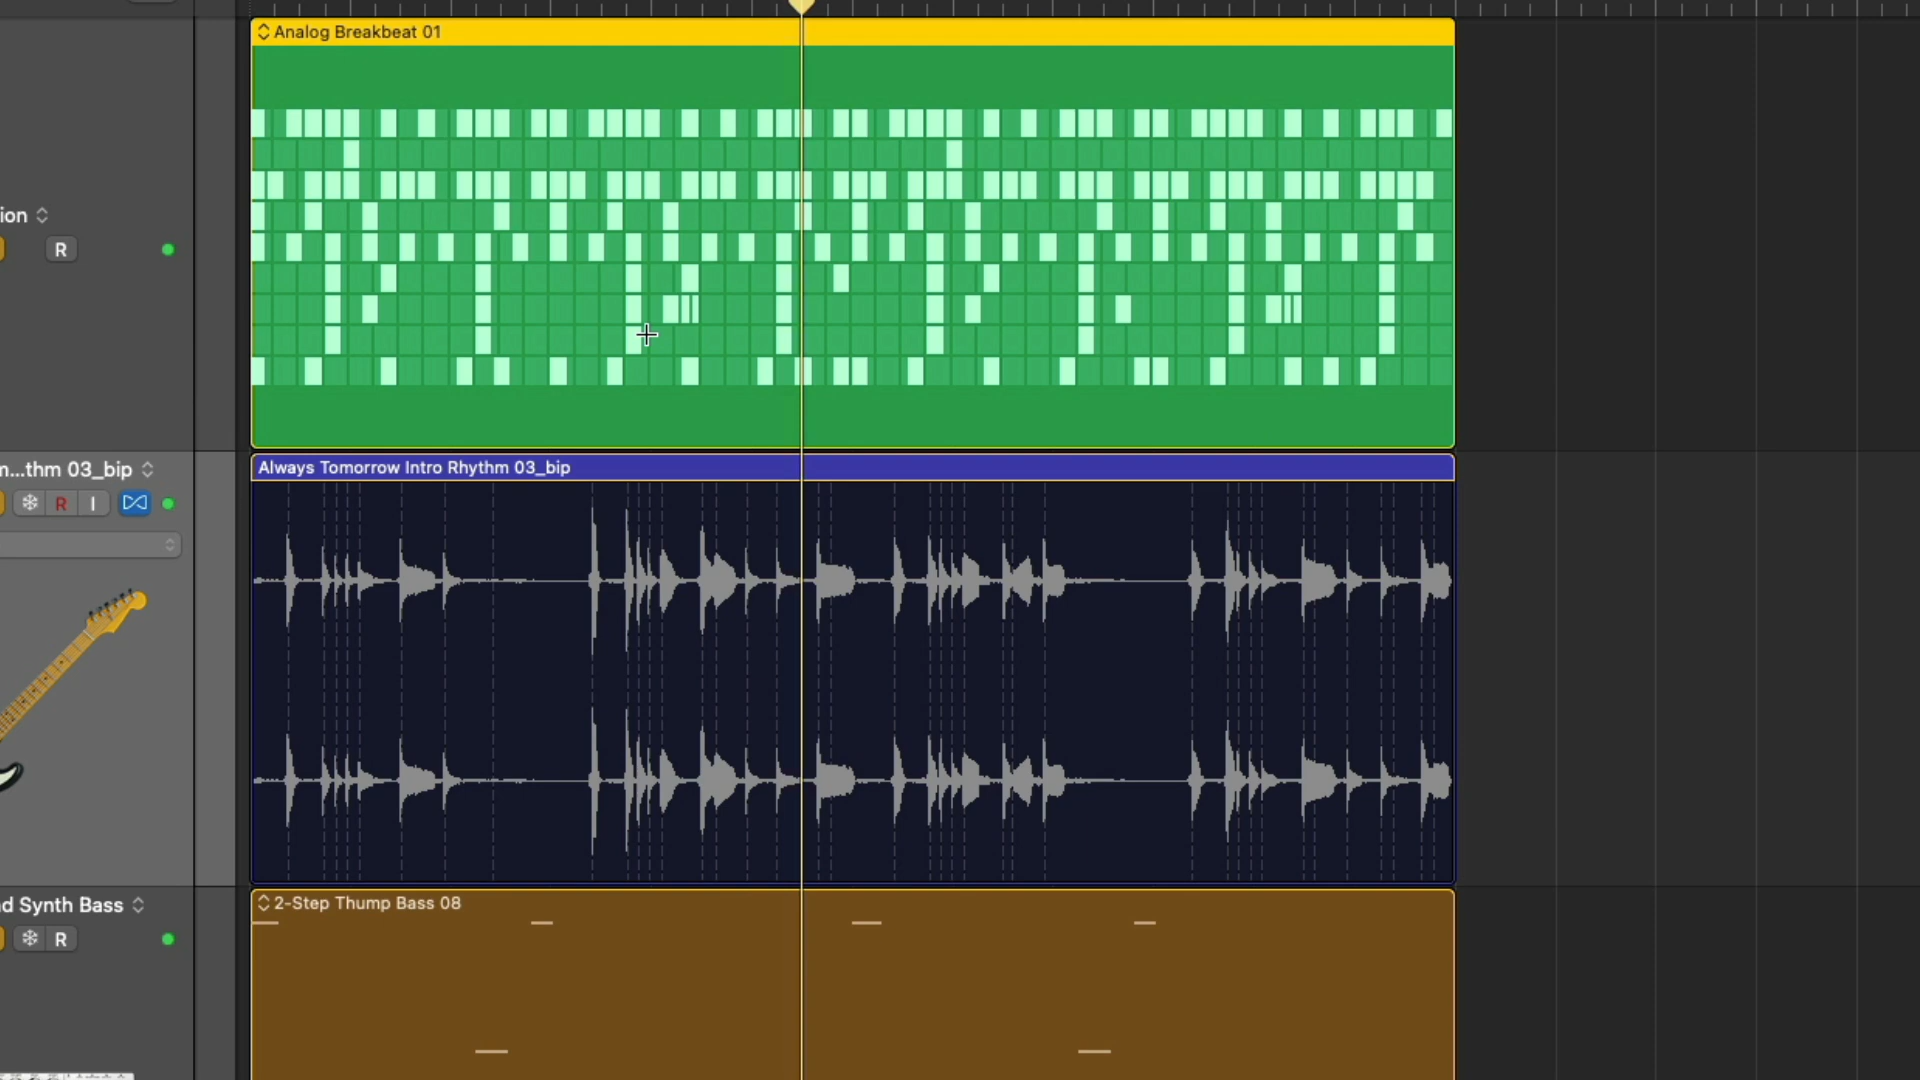 Analog Breakbeat 01
ion
R
Always Tomorrow Intro Rhythm 03_bip
m...thm 03_bip
R I
2-Step Thump Bass 08
d Synth Bass
R